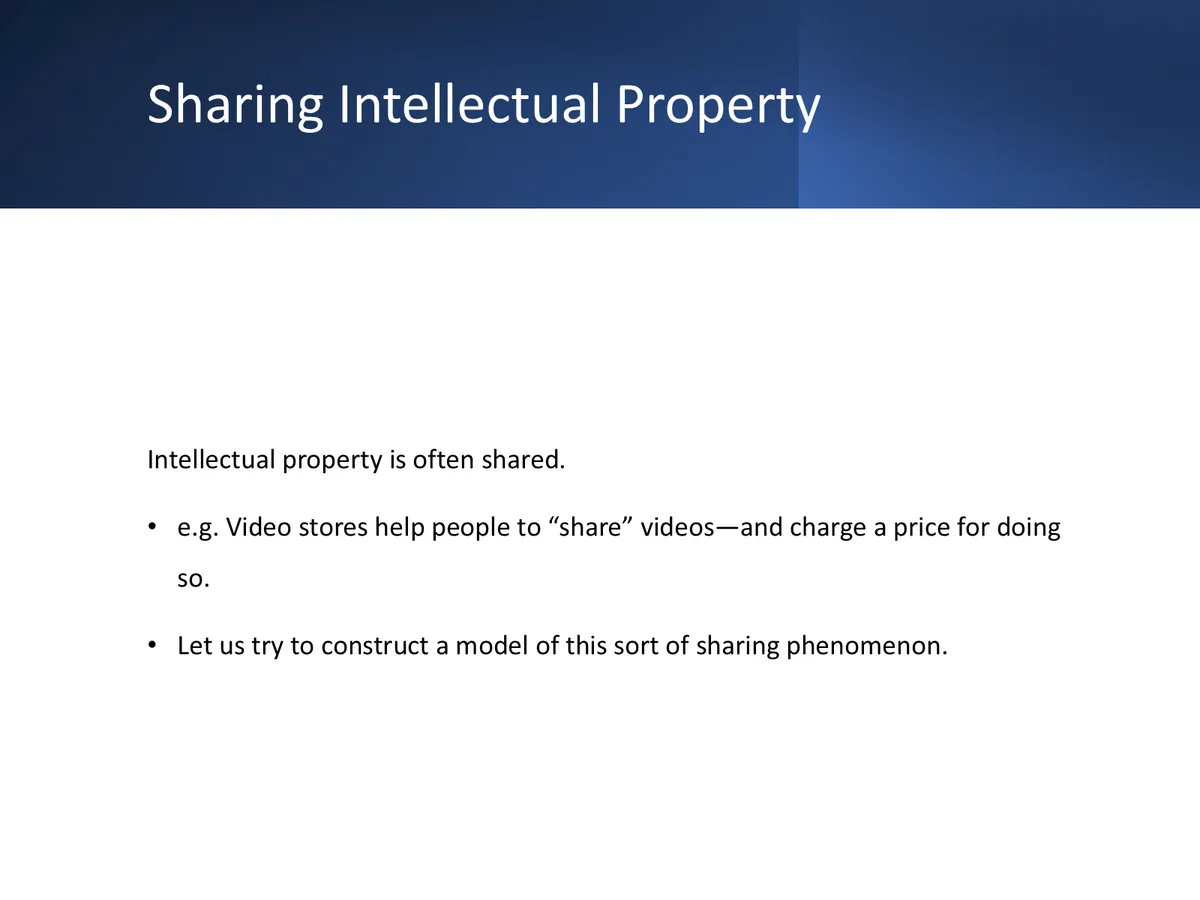 Sharing Intellectual Property
Intellectual property is often shared.
• e.g. Video stores help people to “share” videos—and charge a price for doing
so.
• Let us try to construct a model of this sort of sharing phenomenon.